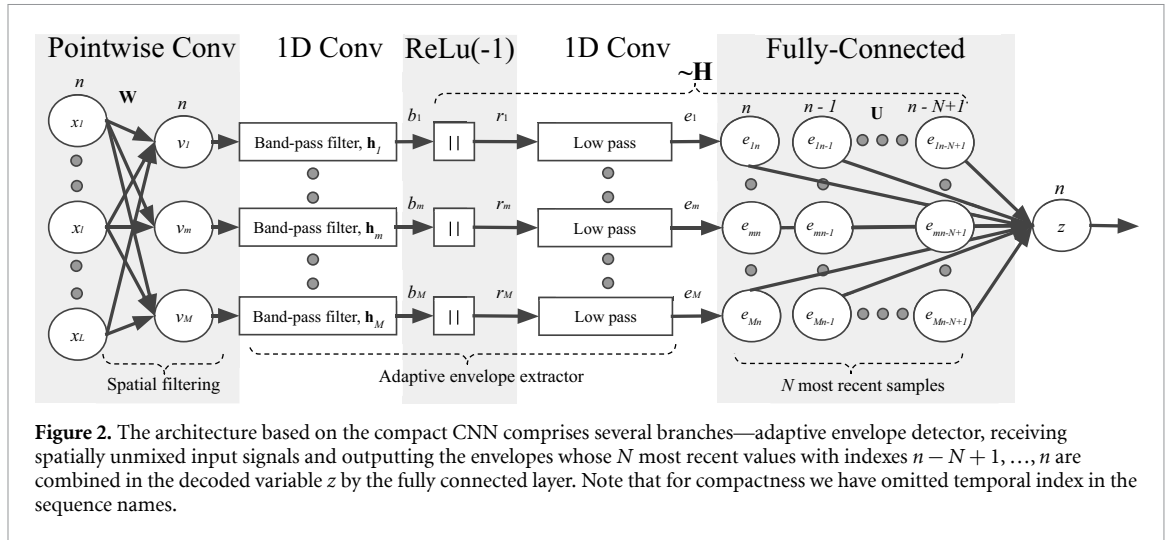 Pointwise Conv 1D Conv ReLu(-1) 1D Conv Fully-Connected
~H
n W n b1 r1 e1 n n - 1 U n - N+1
x1 v1 Band-pass filter, h1 || Low pass e1n e1n-1 e1n-N+1
n
bm rm em
xl vm Band-pass filter, hm || Low pass emn emn-1 emn-N+1 z
bM rM eM
xL vM Band-pass filter, hM || Low pass eMn eMn-1 eMn-N+1
Spatial filtering Adaptive envelope extractor N most recent samples
Figure 2. The architecture based on the compact CNN comprises several branches—adaptive envelope detector, receiving
spatially unmixed input signals and outputting the envelopes whose N most recent values with indexes n − N + 1, …, n are
combined in the decoded variable z by the fully connected layer. Note that for compactness we have omitted temporal index in the
sequence names.